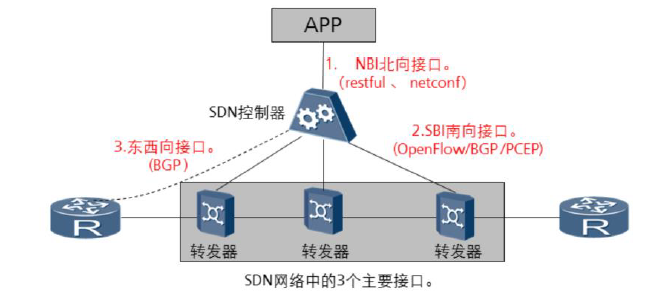 APP
1. NBI北向接口。
(restful 、 netconf)
SDN控制器
2.SBI南向接口。
(OpenFlow/BGP/PCEP)
3.东西向接口。
(BGP)
R
R
转发器
转发器
转发器
SDN网络中的3个主要接口。